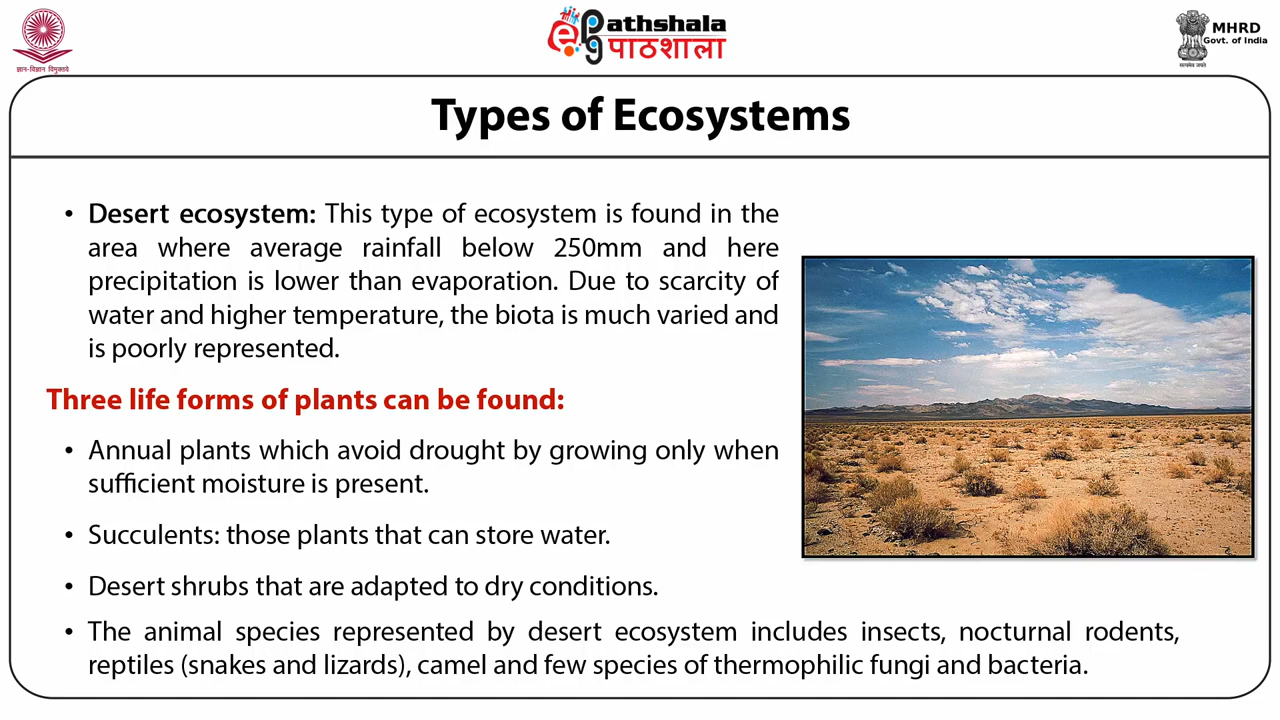 ज्ञान-विज्ञान विमुक्तये
ePathshala
पाठशाला
MHRD
Govt. of India
सत्यमेव जयते
Types of Ecosystems
• Desert ecosystem: This type of ecosystem is found in the
area where average rainfall below 250mm and here
precipitation is lower than evaporation. Due to scarcity of
water and higher temperature, the biota is much varied and
is poorly represented.
Three life forms of plants can be found:
• Annual plants which avoid drought by growing only when
sufficient moisture is present.
• Succulents: those plants that can store water.
• Desert shrubs that are adapted to dry conditions.
• The animal species represented by desert ecosystem includes insects, nocturnal rodents,
reptiles (snakes and lizards), camel and few species of thermophilic fungi and bacteria.